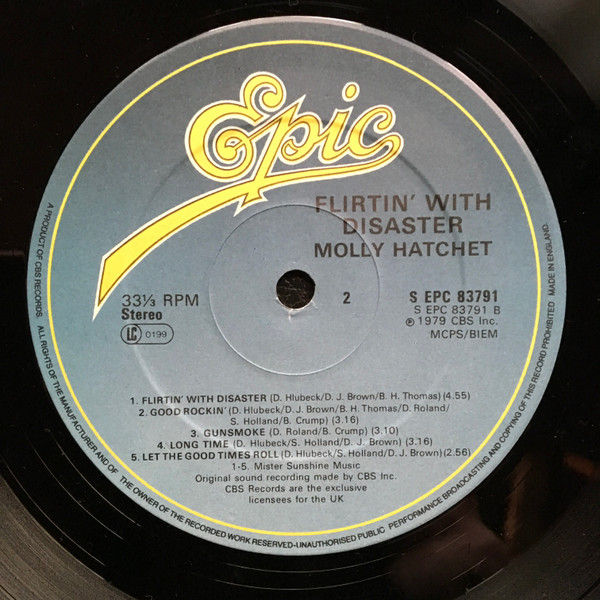 Epic
FLIRTIN' WITH
DISASTER
MOLLY HATCHET
33⅓ RPM
Stereo
LC 0199
2
S EPC 83791
S EPC 83791 B
℗ 1979 CBS Inc.
MCPS/BIEM
1. FLIRTIN' WITH DISASTER (D. Hlubeck/D. J. Brown/B. H. Thomas) (4.55)
2. GOOD ROCKIN' (D. Hlubeck/D. J. Brown/B. H. Thomas/D. Roland/
S. Holland/B. Crump) (3.16)
3. GUNSMOKE (D. Roland/B. Crump) (3.10)
4. LONG TIME (D. Hlubeck/S. Holland/D. J. Brown) (3.16)
5. LET THE GOOD TIMES ROLL (D. Hlubeck/S. Holland/D. J. Brown) (2.56)
1-5. Mister Sunshine Music
Original sound recording made by CBS Inc.
CBS Records are the exclusive
licensees for the UK
A PRODUCT OF CBS RECORDS. ALL RIGHTS OF THE MANUFACTURER AND OF THE OWNER OF THE RECORDED WORK RESERVED-UNAUTHORISED PUBLIC PERFORMANCE BROADCASTING AND COPYING OF THIS RECORD PROHIBITED MADE IN ENGLAND